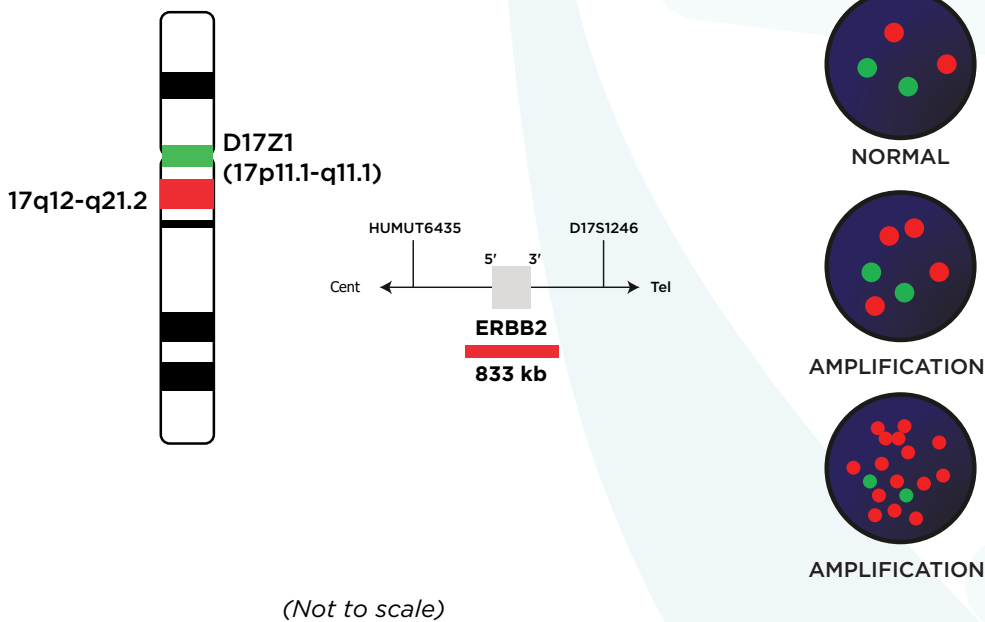 D17Z1
(17p11.1-q11.1)
17q12-q21.2
HUMUT6435
D17S1246
5'
3'
Cent
Tel
ERBB2
833 kb
NORMAL
AMPLIFICATION
AMPLIFICATION
(Not to scale)